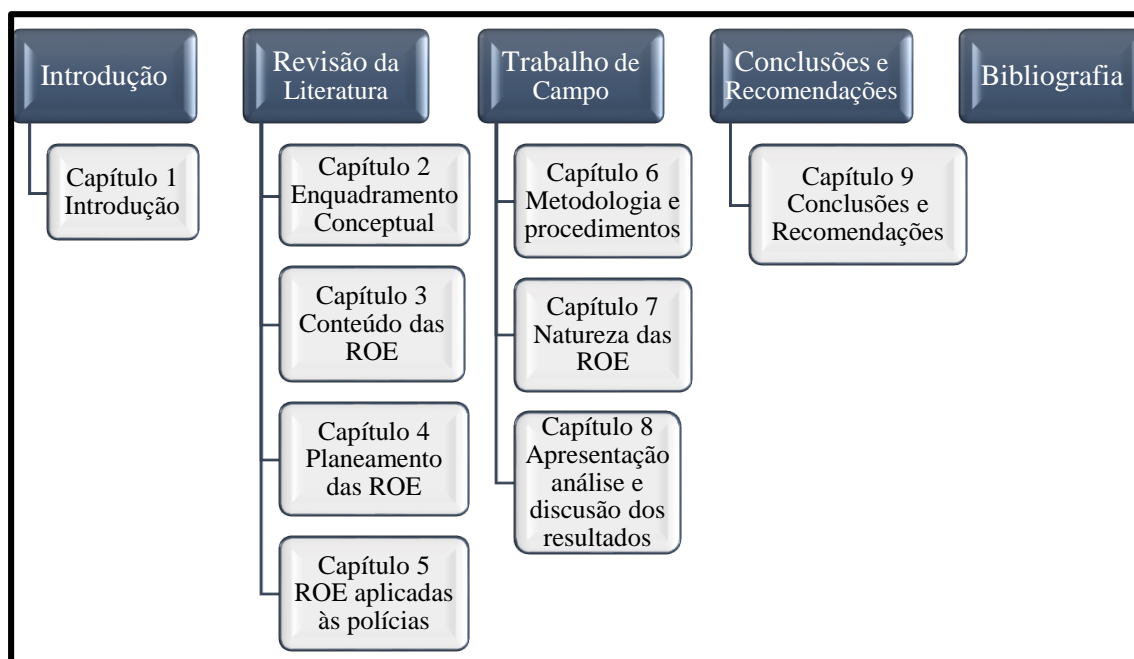 Introdução
Capítulo 1
Introdução
Revisão da
Literatura
Capítulo 2
Enquadramento
Conceptual
Capítulo 3
Conteúdo das
ROE
Capítulo 4
Planeamento
das ROE
Capítulo 5
ROE aplicadas
às polícias
Trabalho de
Campo
Capítulo 6
Metodologia e
procedimentos
Capítulo 7
Natureza das
ROE
Capítulo 8
Apresentação
análise e
discusão dos
resultados
Conclusões e
Recomendações
Capítulo 9
Conclusões e
Recomendações
Bibliografia